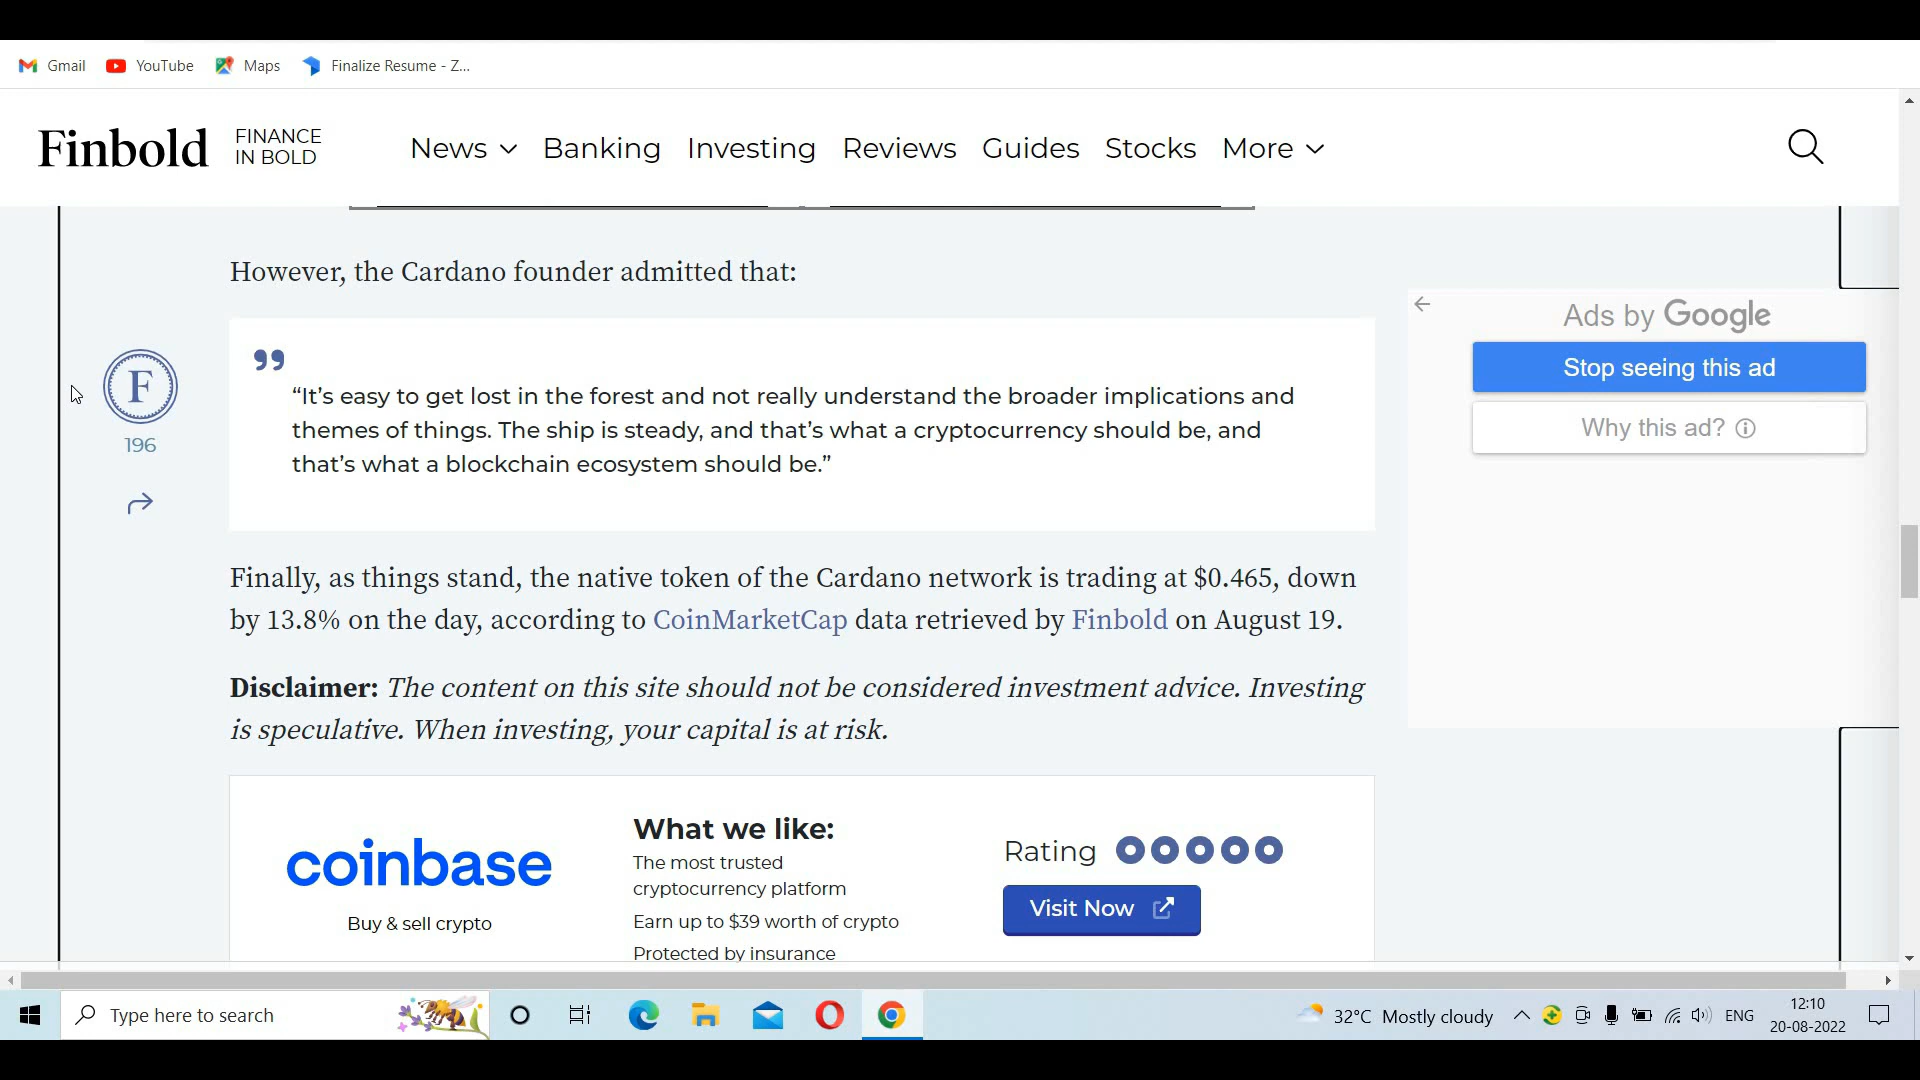 Gmail YouTube Maps Finalize Resume - Z...
Finbold FINANCE IN BOLD News Banking Investing Reviews Guides Stocks More
However, the Cardano founder admitted that:
Ads by Google
Stop seeing this ad
Why this ad?
F
196
”
“It’s easy to get lost in the forest and not really understand the broader implications and
themes of things. The ship is steady, and that’s what a cryptocurrency should be, and
that’s what a blockchain ecosystem should be.”
Finally, as things stand, the native token of the Cardano network is trading at $0.465, down
by 13.8% on the day, according to CoinMarketCap data retrieved by Finbold on August 19.
Disclaimer: The content on this site should not be considered investment advice. Investing
is speculative. When investing, your capital is at risk.
coinbase
Buy & sell crypto
What we like:
The most trusted
cryptocurrency platform
Earn up to $39 worth of crypto
Protected by insurance
Rating
Visit Now
Type here to search
32°C Mostly cloudy
ENG
12:10
20-08-2022